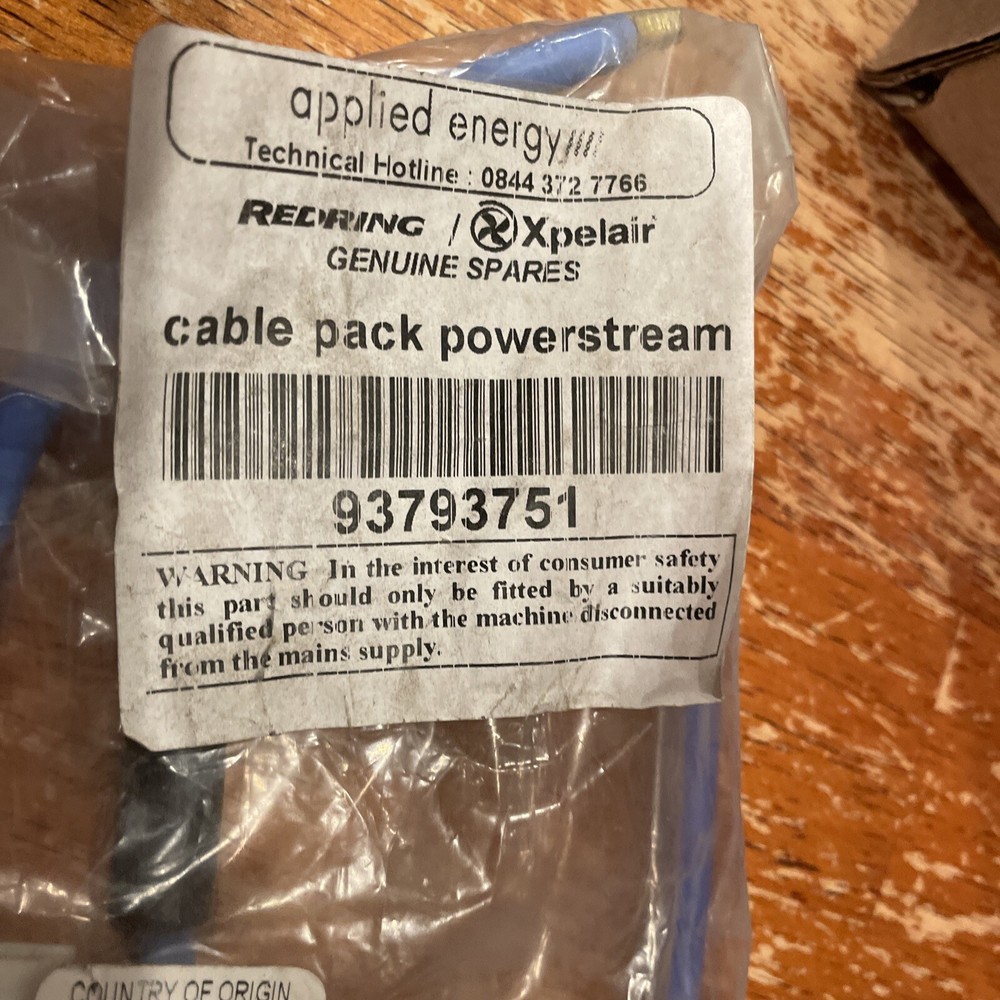 applied energy
Technical Hotline : 0844 372 7766
REDRING / Xpelair
GENUINE SPARES
cable pack powerstream
93793751
WARNING In the interest of consumer safety
this part should only be fitted by a suitably
qualified person with the machine disconnected
from the mains supply.
COUNTRY OF ORIGIN